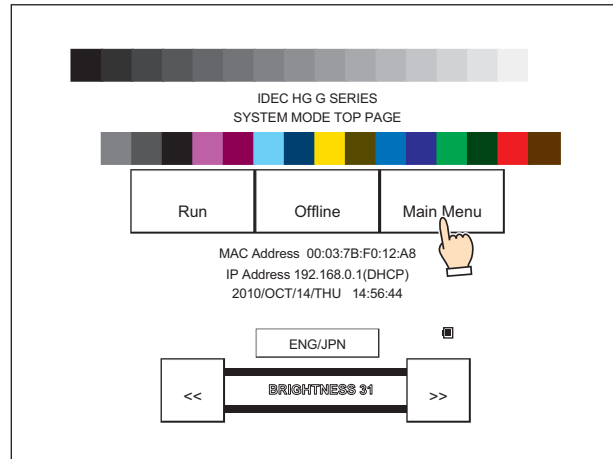 IDEC HG G SERIES
SYSTEM MODE TOP PAGE
Run Offline Main Menu
MAC Address 00:03:7B:F0:12:A8
IP Address 192.168.0.1(DHCP)
2010/OCT/14/THU 14:56:44
ENG/JPN
<< BRIGHTNESS 31 >>